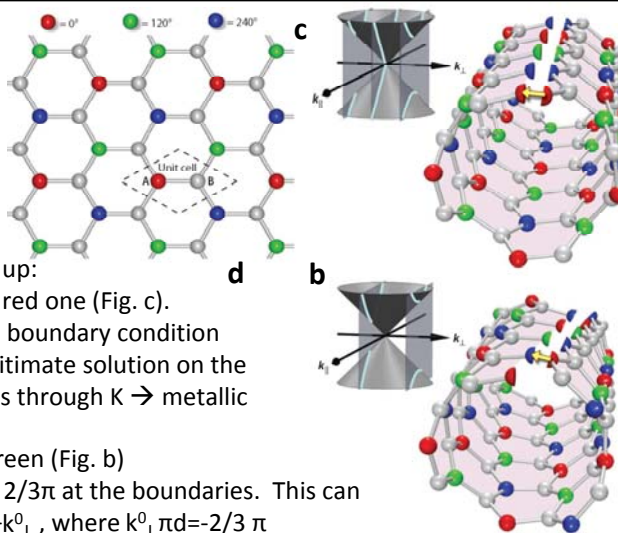 = 0° = 120° = 240°
c
k⊥
k∥
Unit cell
A B
up:
red one (Fig. c).
boundary condition
itimate solution on the
s through K → metallic
d b
k⊥
k∥
reen (Fig. b)
2/3π at the boundaries. This can
k⁰⊥ , where k⁰⊥πd=-2/3 π